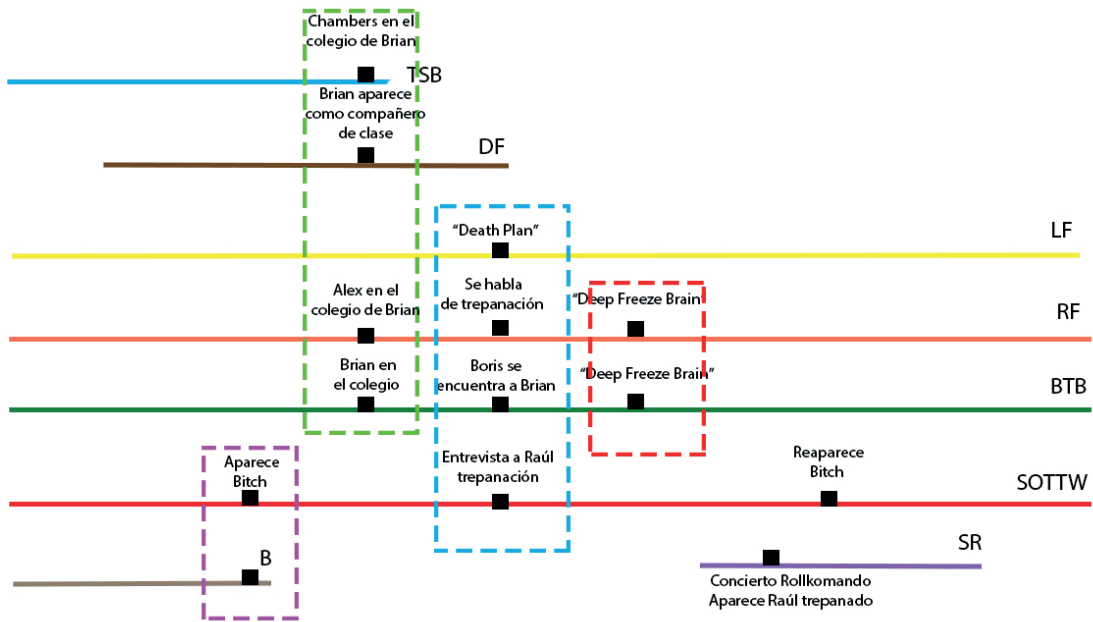 Chambers en el
colegio de Brian
TSB
Brian aparece
como compañero
de clase
DF
“Death Plan”
LF
Alex en el
colegio de Brian
Se habla
de trepanación
“Deep Freeze Brain”
RF
Brian en
el colegio
Boris se
encuentra a Brian
“Deep Freeze Brain”
BTB
Aparece
Bitch
Entrevista a Raúl
trepanación
Reaparece
Bitch
SOTTW
B
SR
Concierto Rollkomando
Aparece Raúl trepanado